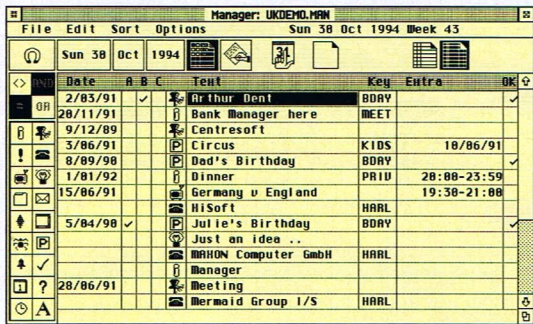 Manager: UKDEMO.MAN
File Edit Sort Options Sun 30 Oct 1994 Week 43
Sun 30 Oct 1994 31
<> AND Date A B C Text Key Extra OK
= OR 2/03/91 Arthur Dent BDAY
20/11/91 Bank Manager here MEET
9/12/89 Centresoft
3/06/91 P Circus KIDS 10/06/91
8/09/90 P Dad's Birthday BDAY
1/01/92 Dinner PRIV 20:00-23:59
15/06/91 Germany v England 19:30-21:00
HiSoft HARL
5/04/90 P Julie's Birthday BDAY
P Just an idea ..
MAXON Computer GmbH HARL
Manager
? 28/06/91 Meeting
A Mermaid Group I/S HARL